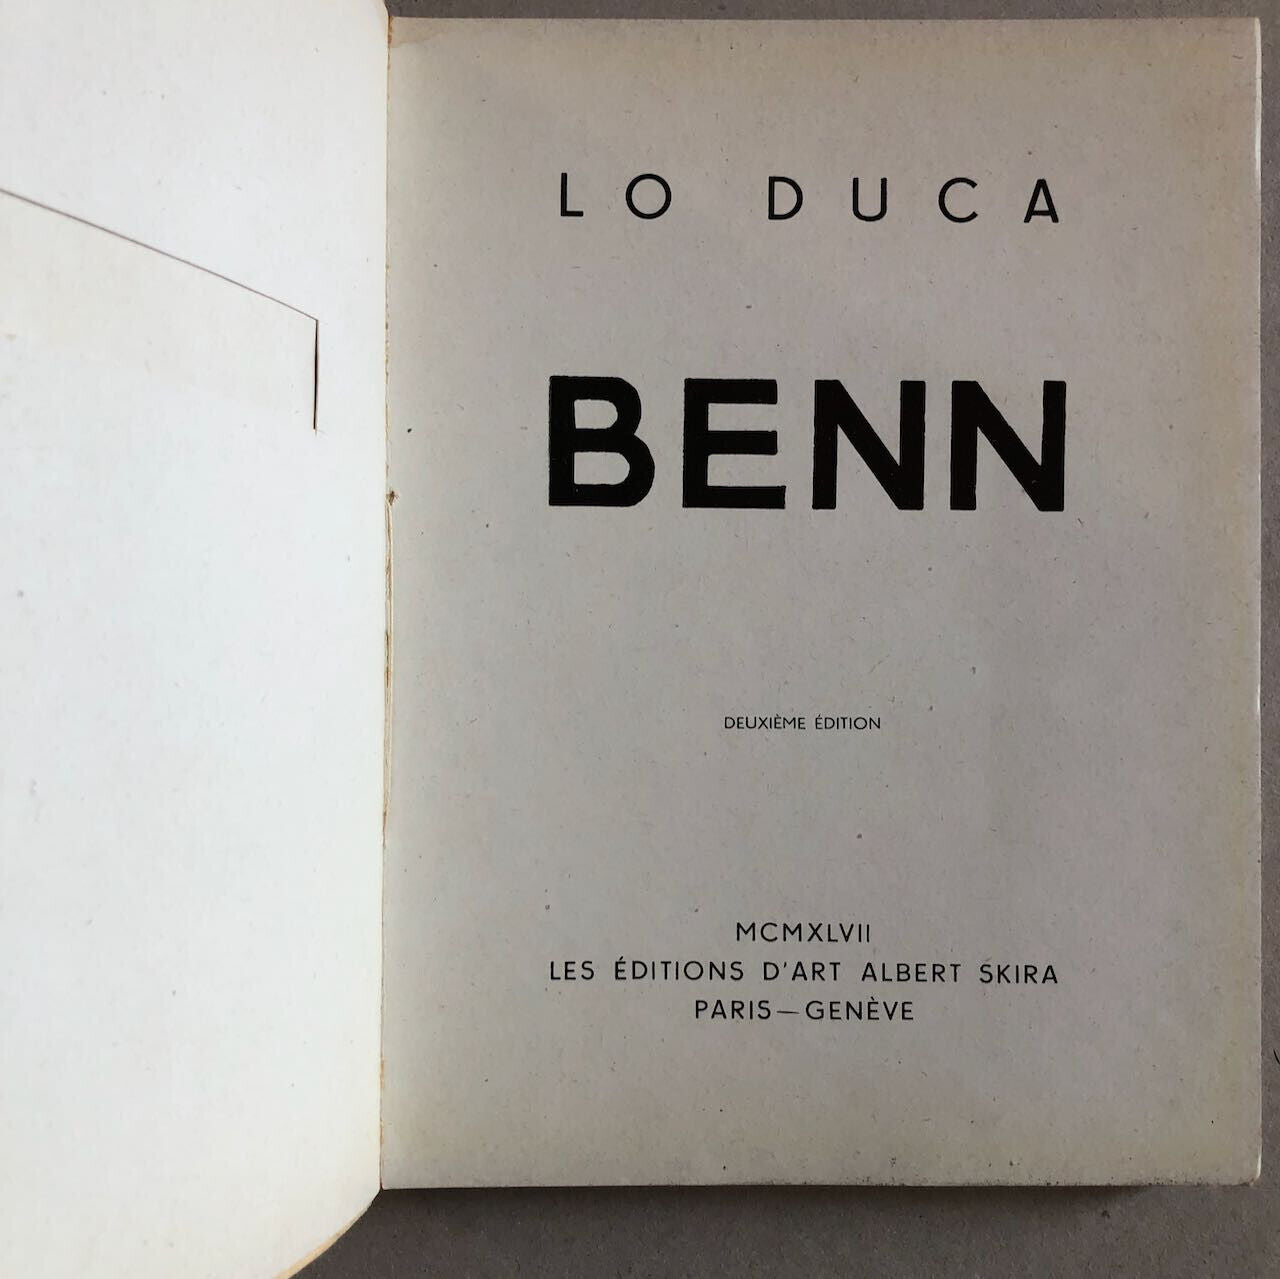 LO DUCA
BENN
DEUXIÈME ÉDITION
MCMXLVII
LES ÉDITIONS D'ART ALBERT SKIRA
PARIS — GENÈVE